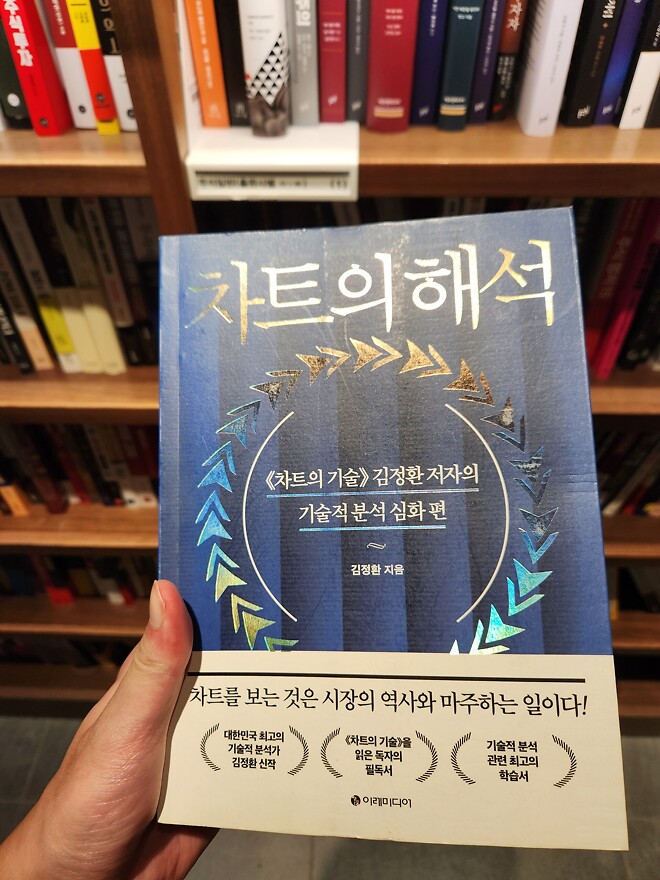 차트의 해석
《차트의 기술》 김정환 저자의
기술적 분석 심화 편
김정환 지음
차트를 보는 것은 시장의 역사와 마주하는 일이다!
대한민국 최고의
기술적 분석가
김정환 신작
《차트의 기술》을
읽은 독자의
필독서
기술적 분석
관련 최고의
학습서
이레미디어